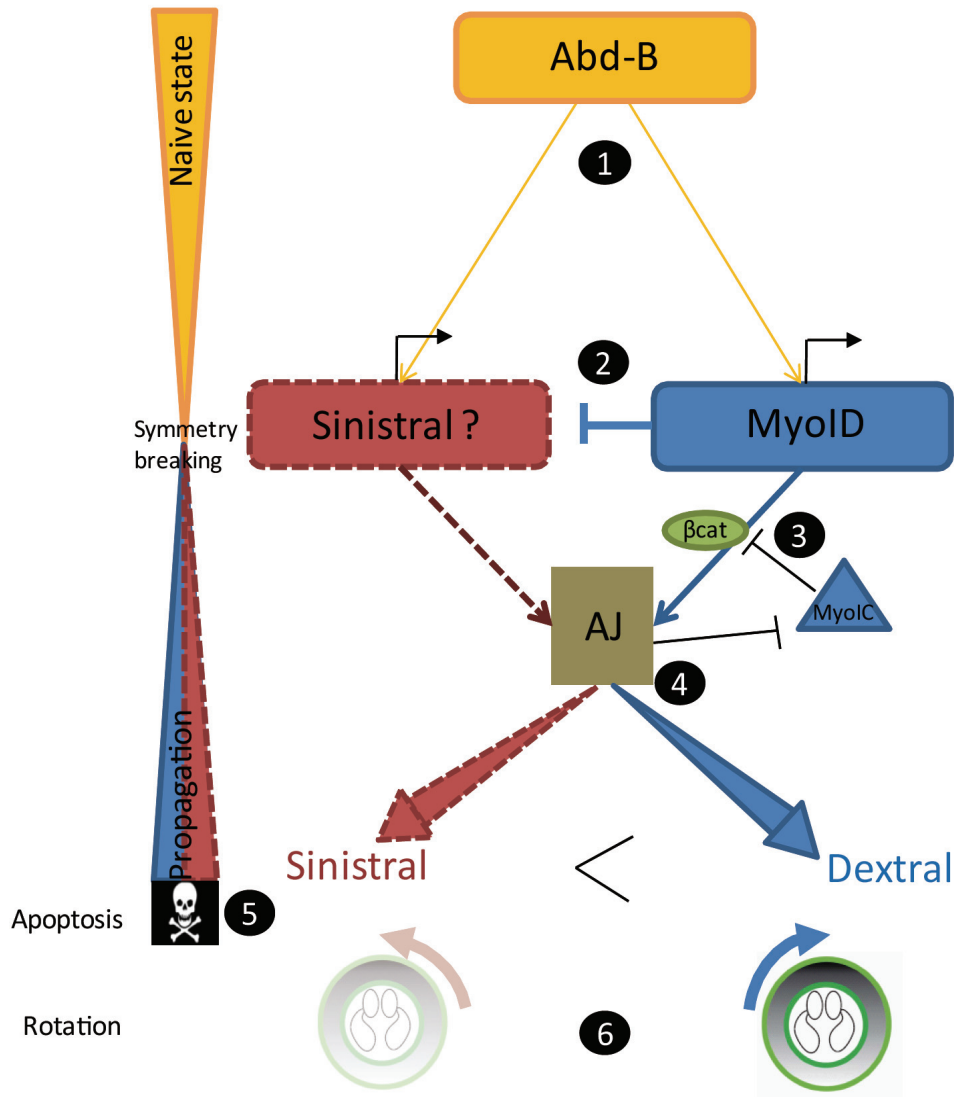 Abd-B
Naive state
1
2
Sinistral ?
MyoID
Symmetry
breaking
βcat
3
MyoIC
AJ
4
Propagation
Sinistral
<
Dextral
Apoptosis
5
Rotation
6